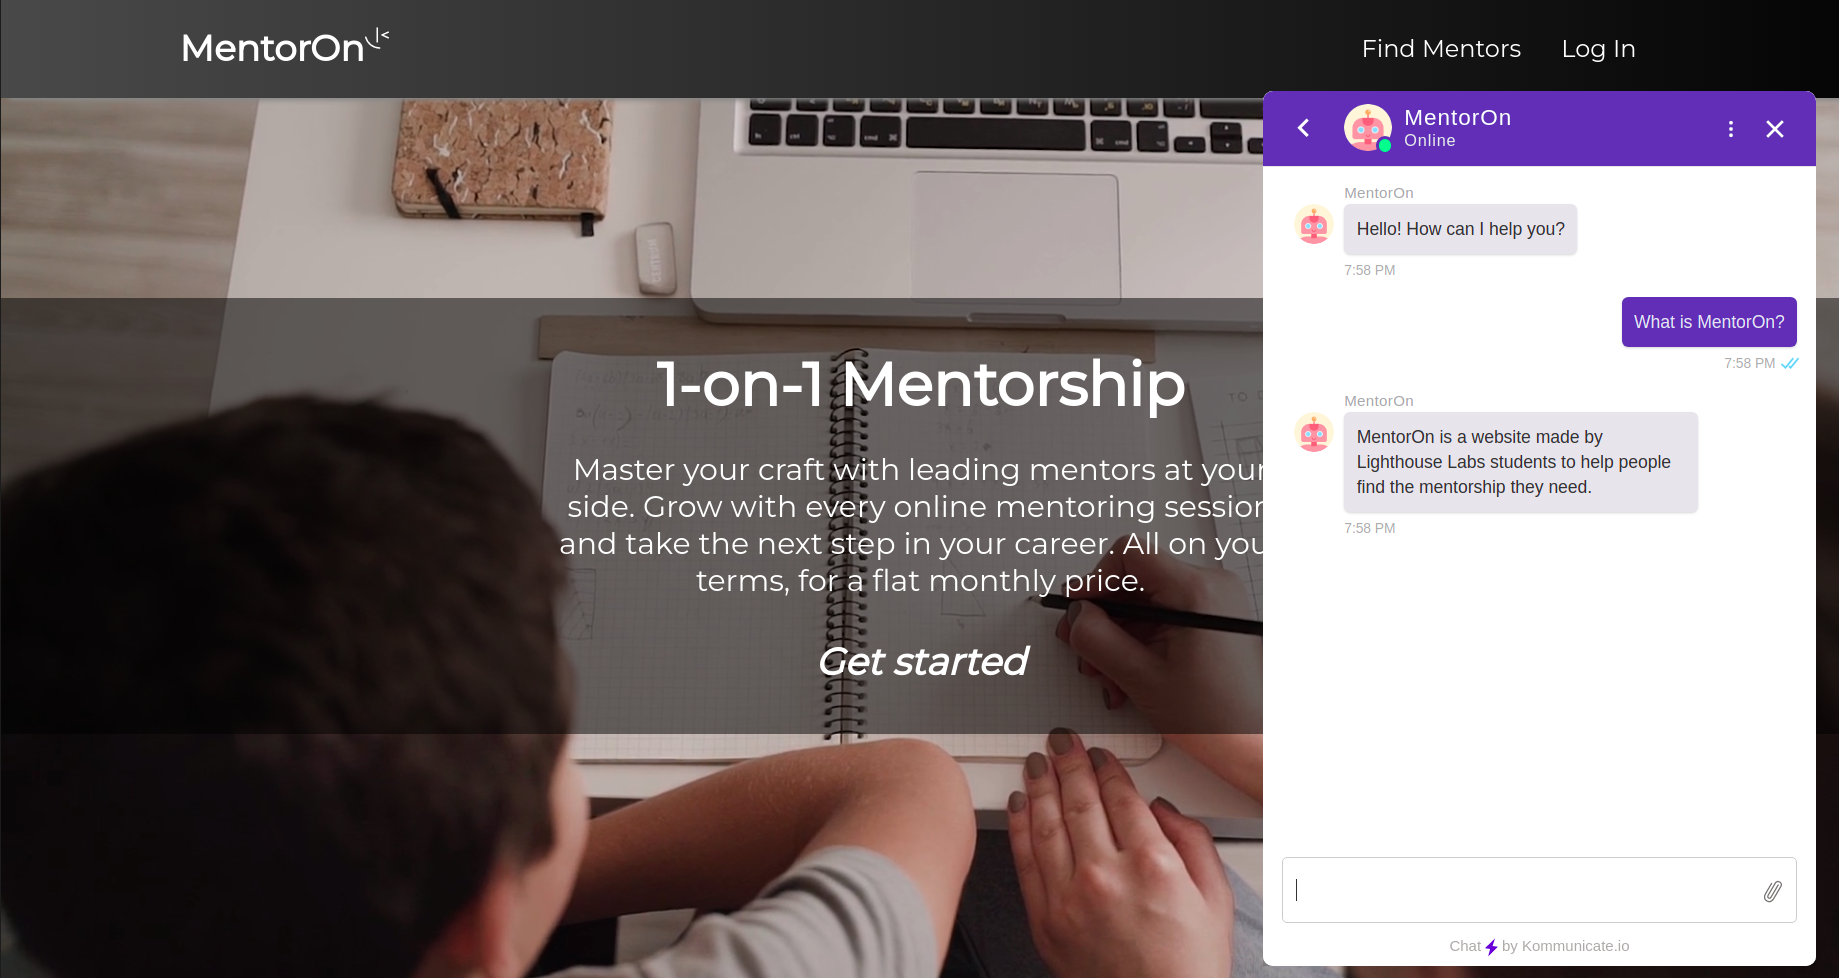 MentorOn
Find Mentors
Log In
1-on-1 Mentorship
Master your craft with leading mentors at your
side. Grow with every online mentoring session
and take the next step in your career. All on
terms, for a flat monthly price.
Get started
MentorOn
Online
MentorOn
Hello! How can I help you?
7:58 PM
What is MentorOn?
7:58 PM
MentorOn
MentorOn is a website made by
Lighthouse Labs students to help people
find the mentorship they need.
7:58 PM
Chat by Kommunicate.io